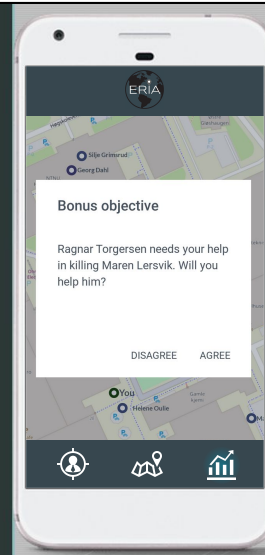 ERIA
Silje Grimsrud
Georg Dahl
Bonus objective
Ragnar Torgersen needs your help
in killing Maren Lersvik. Will you
help him?
DISAGREE AGREE
You
Helene Oulie